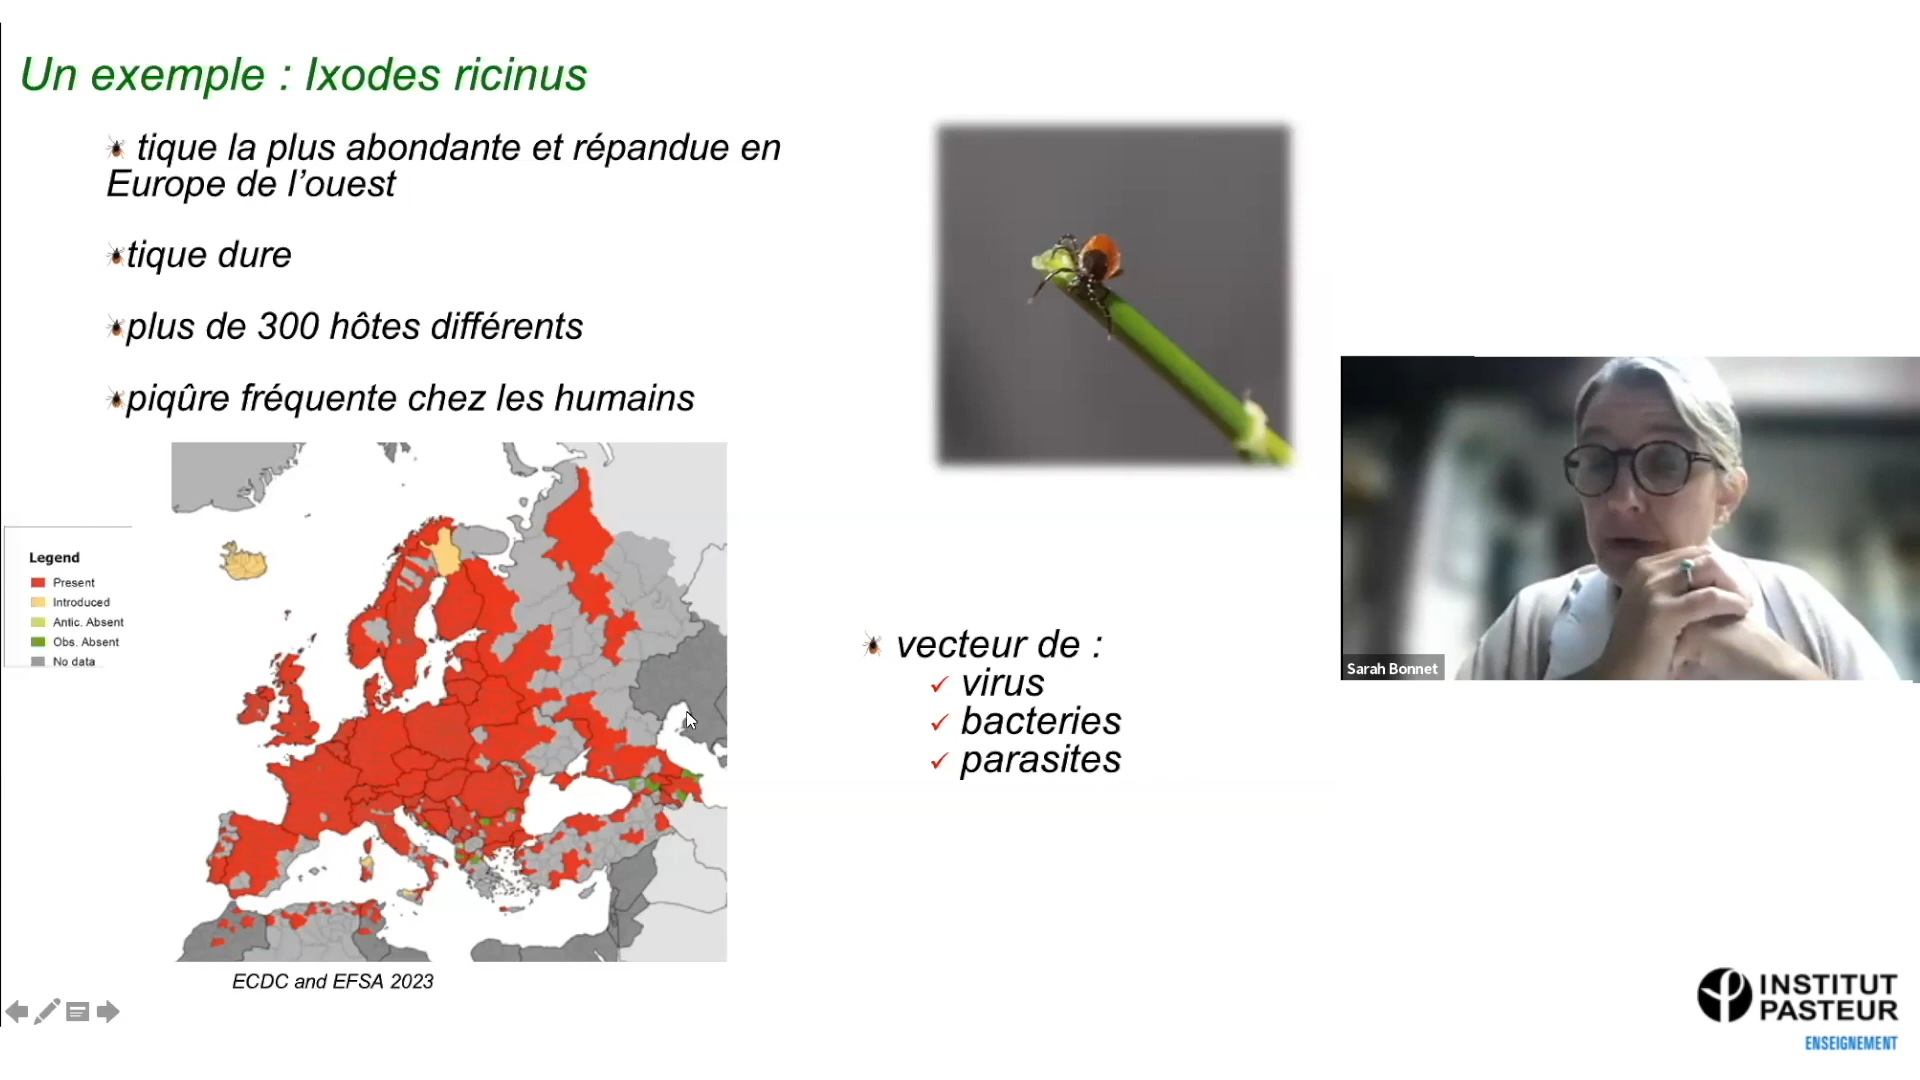 Un exemple : Ixodes ricinus
tique la plus abondante et répandue en
Europe de l’ouest
tique dure
plus de 300 hôtes différents
piqûre fréquente chez les humains
Legend
Present
Introduced
Antic. Absent
Obs. Absent
No data
ECDC and EFSA 2023
vecteur de :
virus
bacteries
parasites
Sarah Bonnet
INSTITUT
PASTEUR
ENSEIGNEMENT